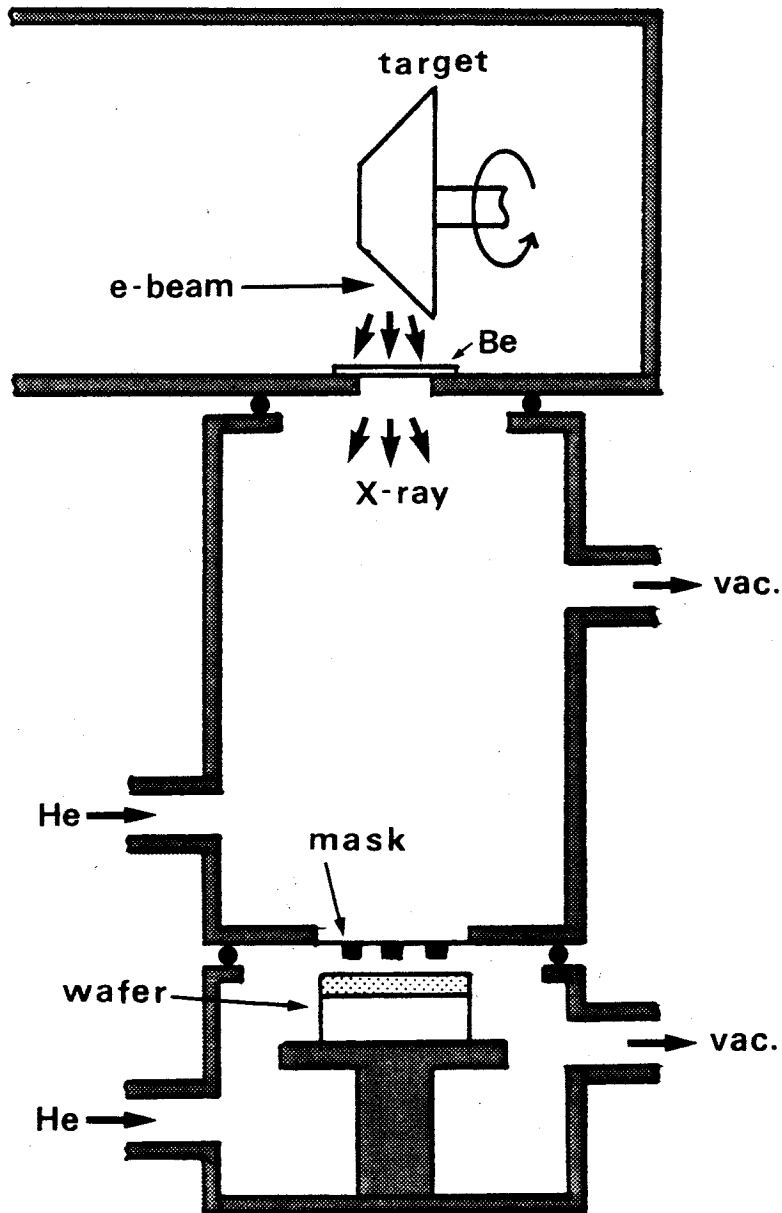 target
e-beam
Be
X-ray
vac.
He
mask
wafer
vac.
He